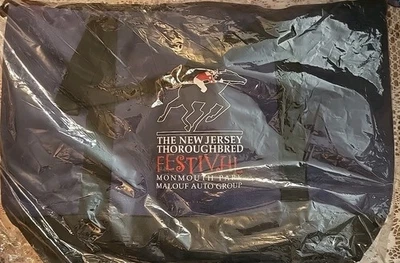 THE NEW JERSEY
THOROUGHBRED
FESTIVAL
MONMOUTH PARK
MALOUF AUTO GROUP